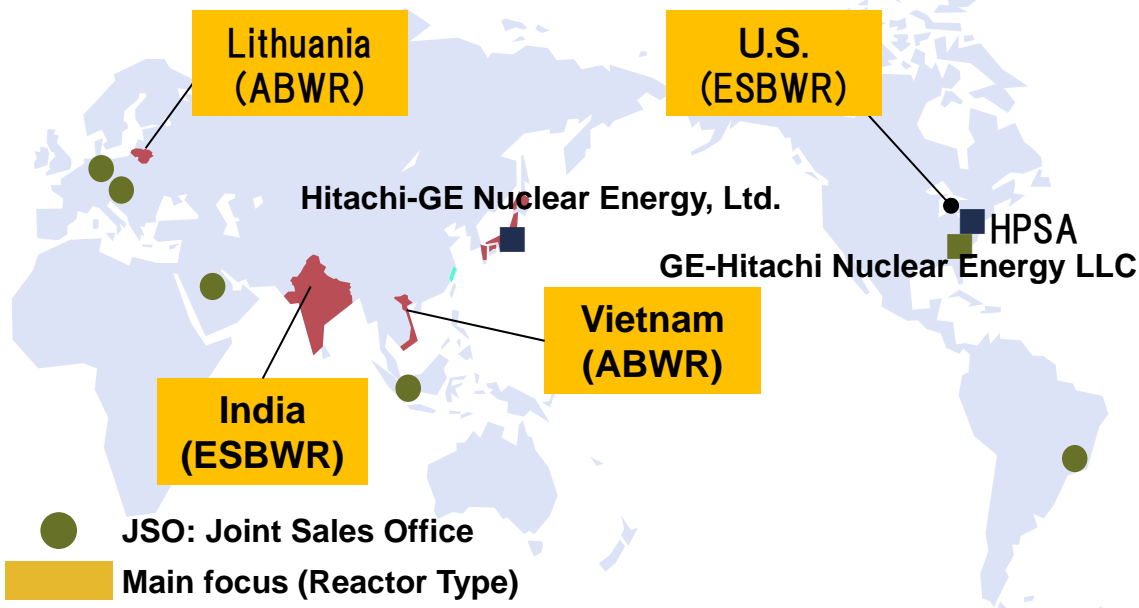 Lithuania
(ABWR)
U.S.
(ESBWR)
Hitachi-GE Nuclear Energy, Ltd.
HPSA
GE-Hitachi Nuclear Energy LLC
Vietnam
(ABWR)
India
(ESBWR)
JSO: Joint Sales Office
Main focus (Reactor Type)